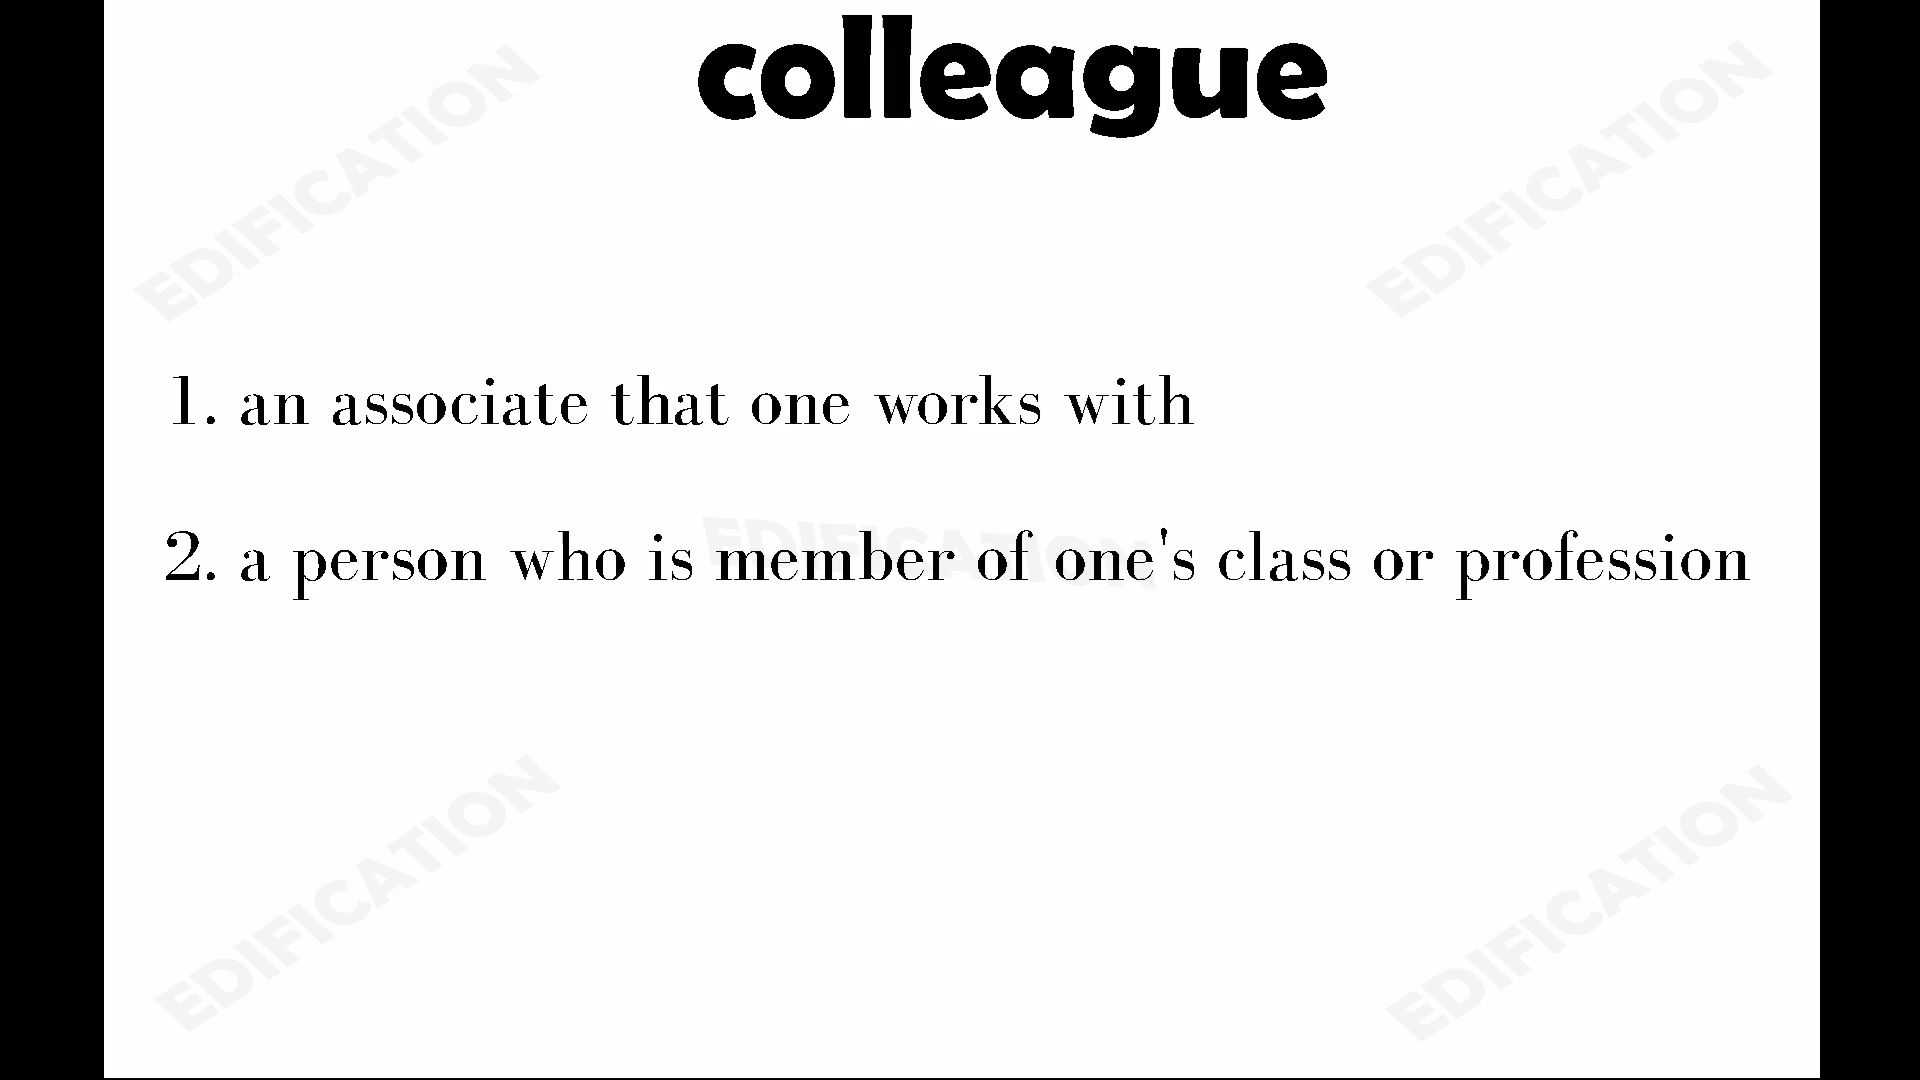 colleague
EDIFICATION
EDIFICATION
1. an associate that one works with
2. a person who is member of one's class or profession
EDIFICATION
EDIFICATION
EDIFICATION